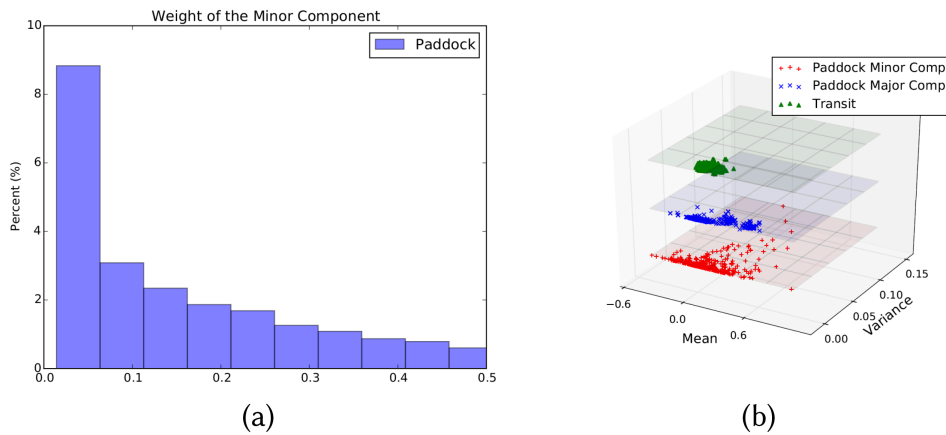 Weight of the Minor Component
10
8
6
4
2
0
Percent (%)
Paddock
0.0 0.1 0.2 0.3 0.4 0.5
(a)
Paddock Minor Comp
Paddock Major Comp
Transit
−0.6 0.0 0.6
Mean
0.00 0.05 0.10 0.15
Variance
(b)